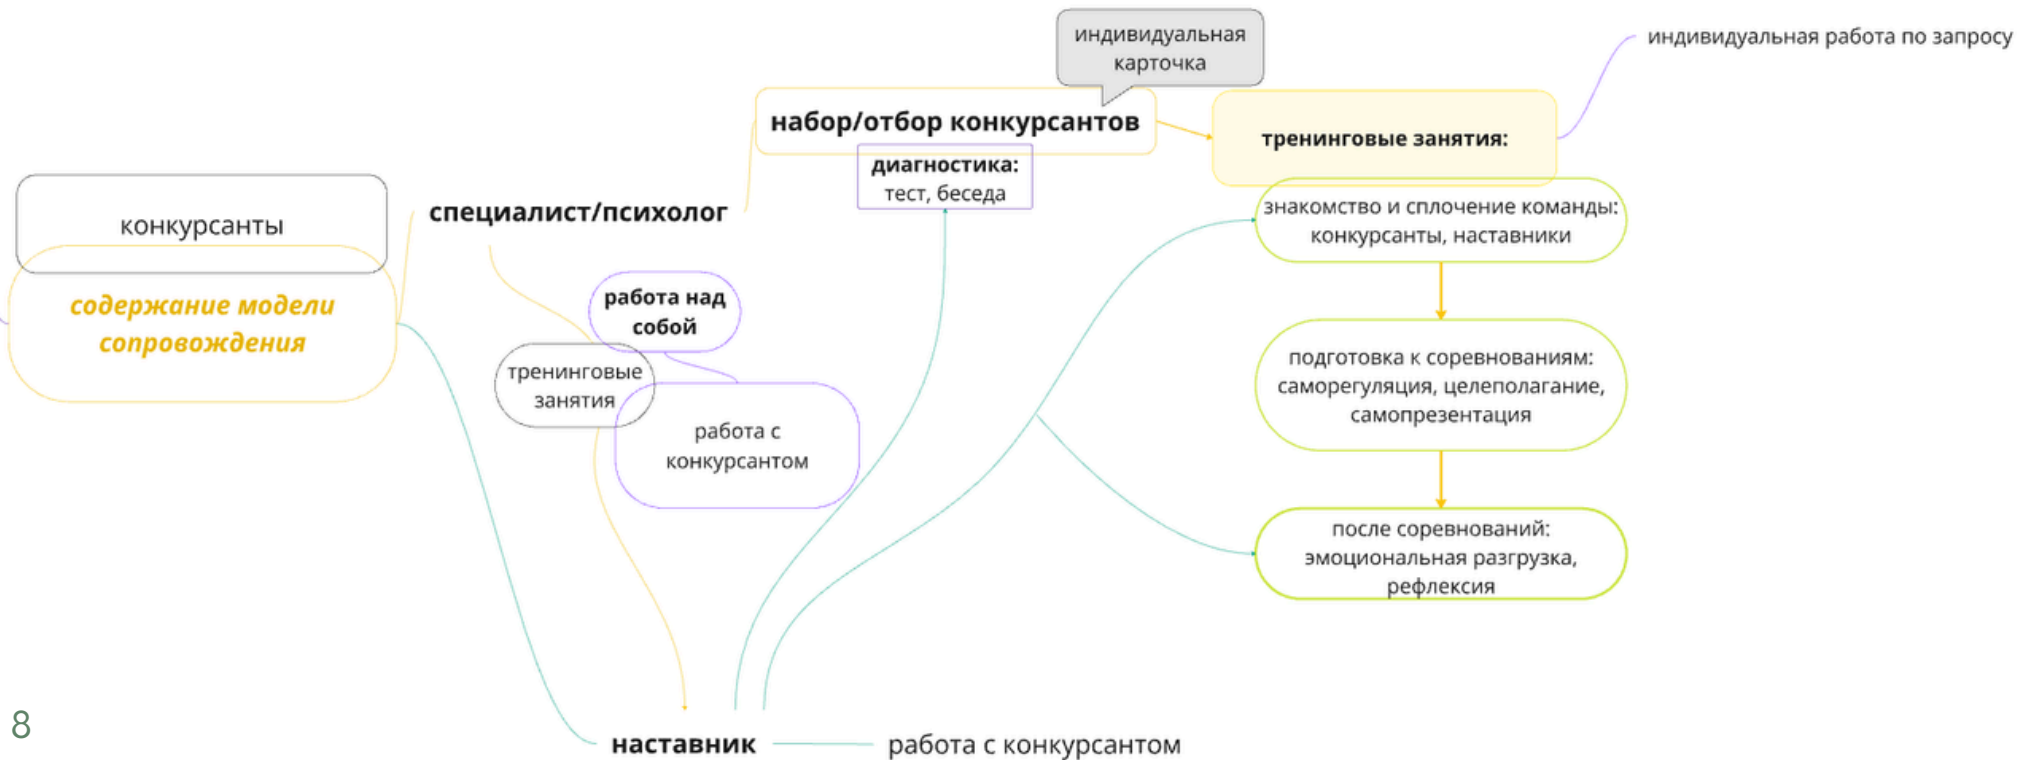 индивидуальная
карточка
индивидуальная работа по запросу
набор/отбор конкурсантов
тренинговые занятия:
диагностика:
тест, беседа
конкурсанты
специалист/психолог
знакомство и сплочение команды:
конкурсанты, наставники
содержание модели
сопровождения
работа над
собой
тренинговые
занятия
подготовка к соревнованиям:
саморегуляция, целеполагание,
самопрезентация
работа с
конкурсантом
после соревнований:
эмоциональная разгрузка,
рефлексия
8
наставник
работа с конкурсантом